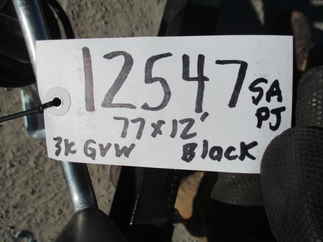 12547 SA
77x12' PJ
3K GVW Black